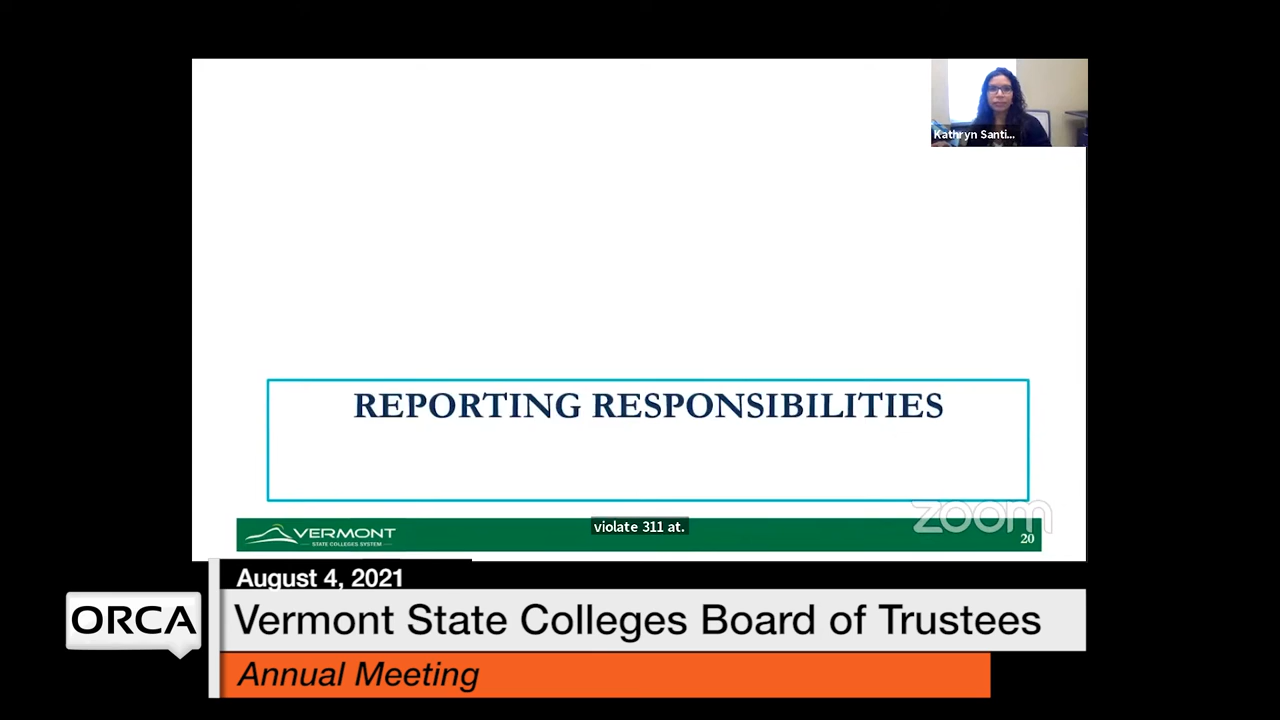 Kathryn Santi...
REPORTING RESPONSIBILITIES
VERMONT
STATE COLLEGES SYSTEM
violate 311 at.
zoom
20
August 4, 2021
ORCA
Vermont State Colleges Board of Trustees
Annual Meeting